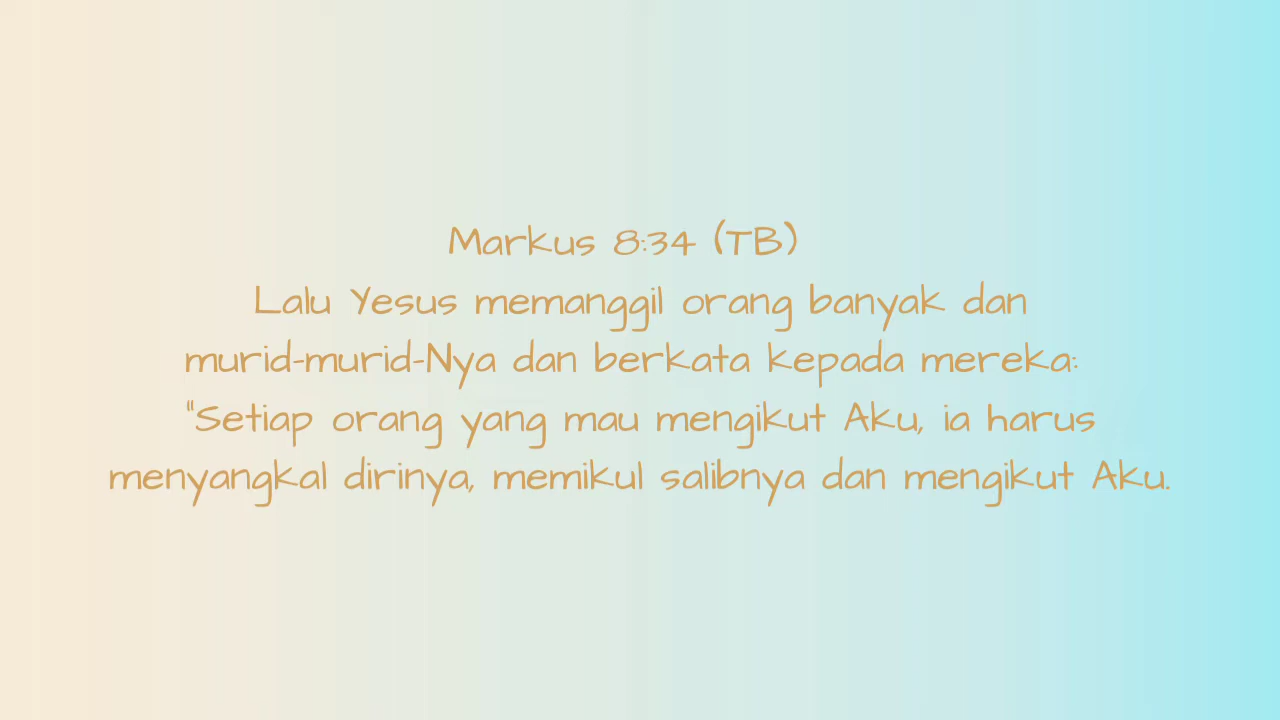 Markus 8:34 (TB)
Lalu Yesus memanggil orang banyak dan
murid-murid-Nya dan berkata kepada mereka:
"Setiap orang yang mau mengikut Aku, ia harus
menyangkal dirinya, memikul salibnya dan mengikut Aku.